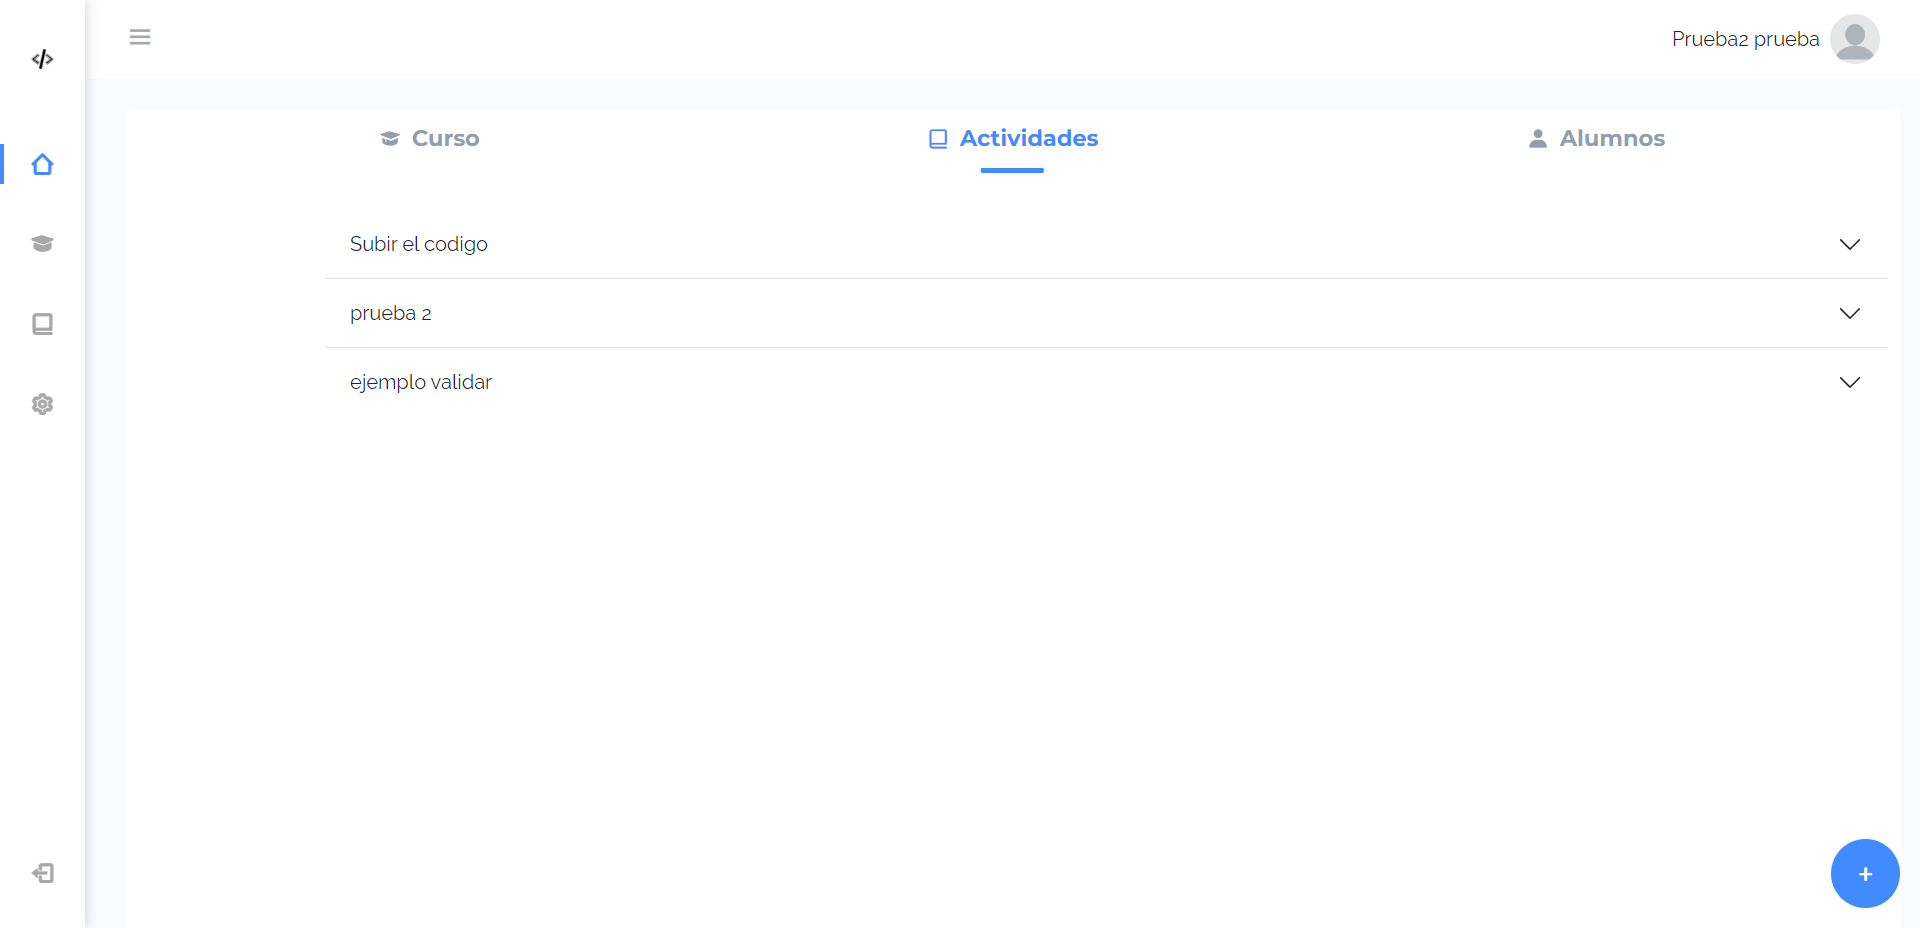 Prueba2 prueba
Curso
Actividades
Alumnos
Subir el codigo
prueba 2
ejemplo validar
+